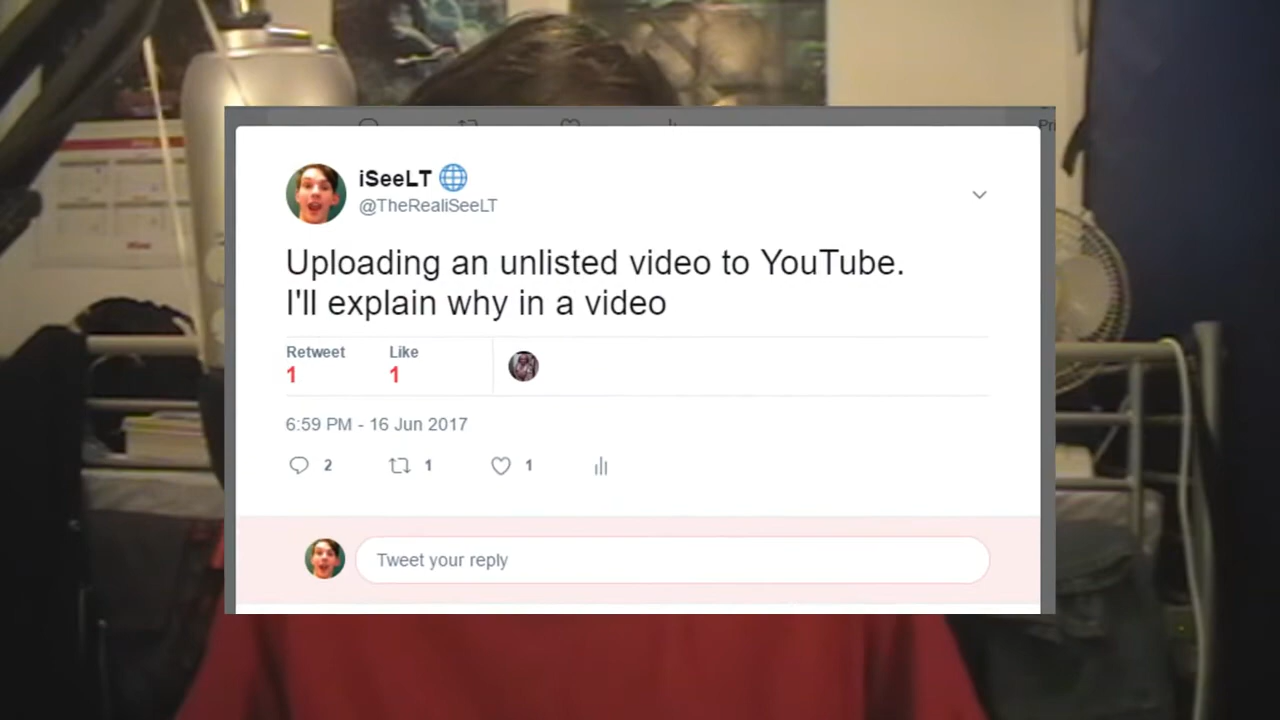 Pri
iSeeLT
@TheRealiSeeLT
Uploading an unlisted video to YouTube.
I'll explain why in a video
Retweet Like
1 1
6:59 PM - 16 Jun 2017
2 1 1
Tweet your reply